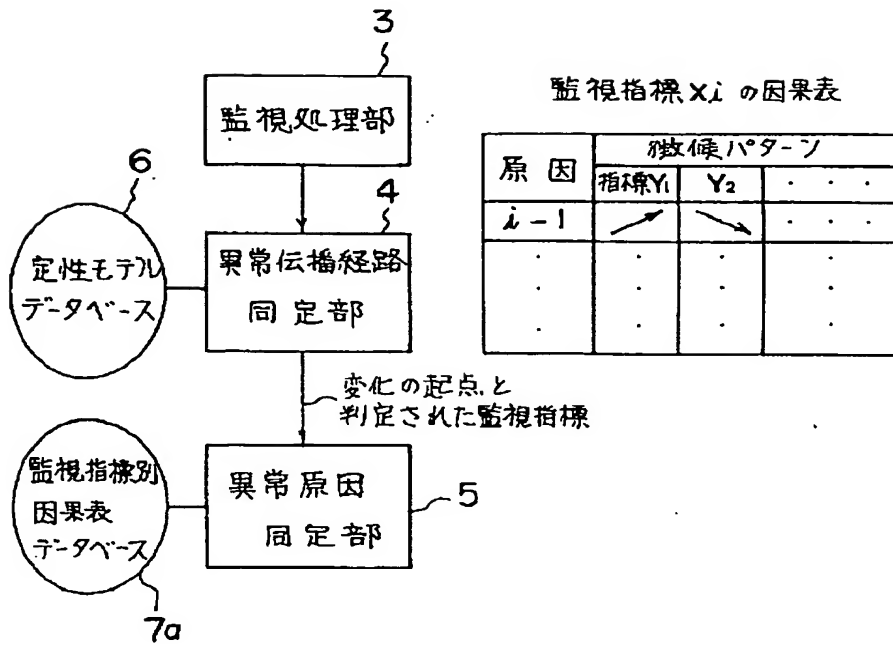 3
監視処理部
6
定性モデル
データベース
4
異常伝播経路
同定部
変化の起点と
判定された監視指標
監視指標別
因果表
データベース
7a
異常原因
同定部
5
監視指標Xiの因果表
原因
徴候パターン
指標Y1 Y2 ・・・
i-1 ・・・